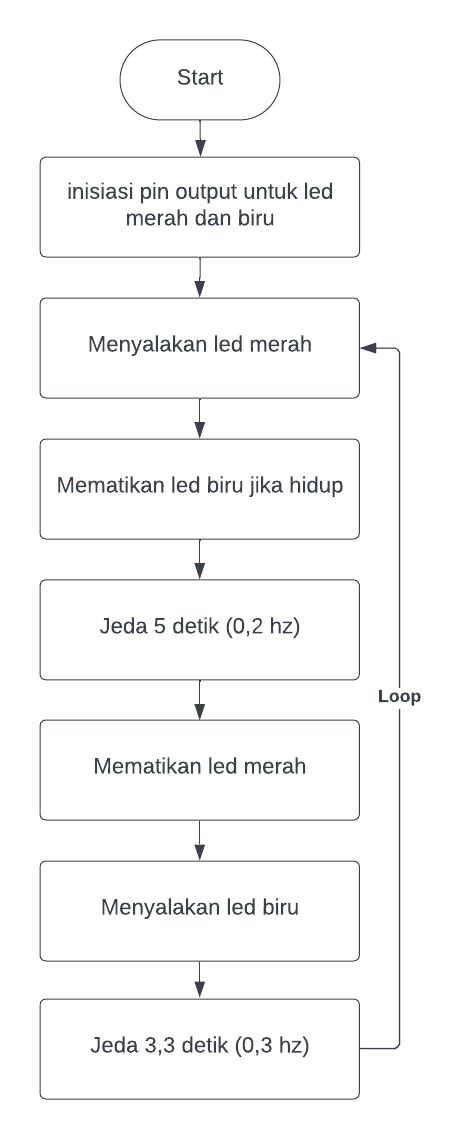 Start
inisiasi pin output untuk led
merah dan biru
Menyalakan led merah
Mematikan led biru jika hidup
Jeda 5 detik (0,2 hz)
Loop
Mematikan led merah
Menyalakan led biru
Jeda 3,3 detik (0,3 hz)